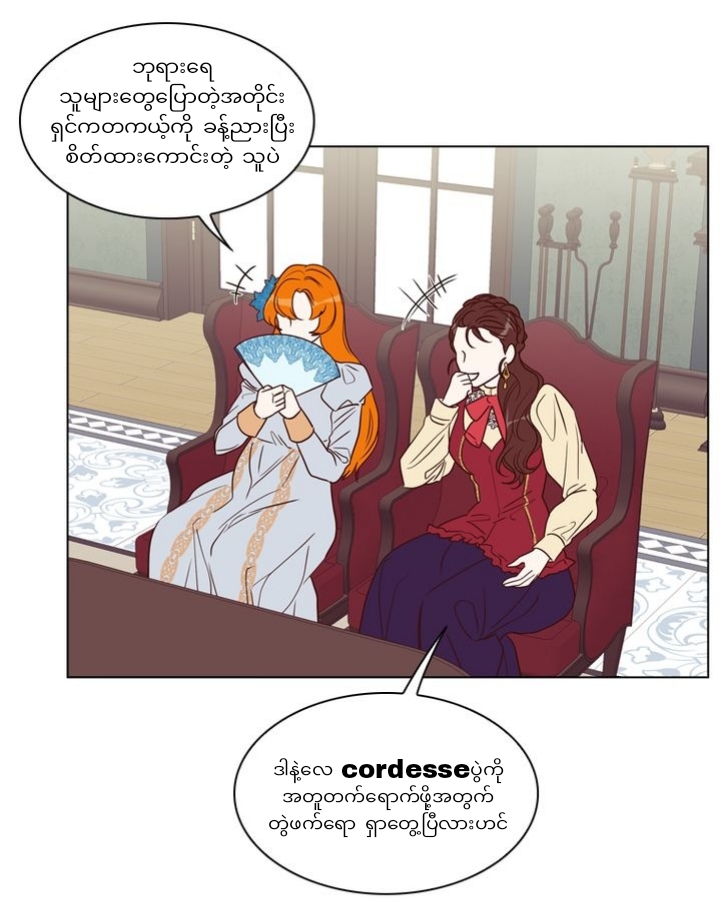 ဘုရားရေ
သူများတွေပြောတဲ့အတိုင်း
ရှင်ကတကယ့်ကို ခန့်ညားပြီး
စိတ်ထားကောင်းတဲ့ သူပဲ
ဒါနဲ့လေ cordesseပွဲကို
အတူတက်ရောက်ဖို့အတွက်
တွဲဖက်ရော ရှာတွေ့ပြီလားဟင်